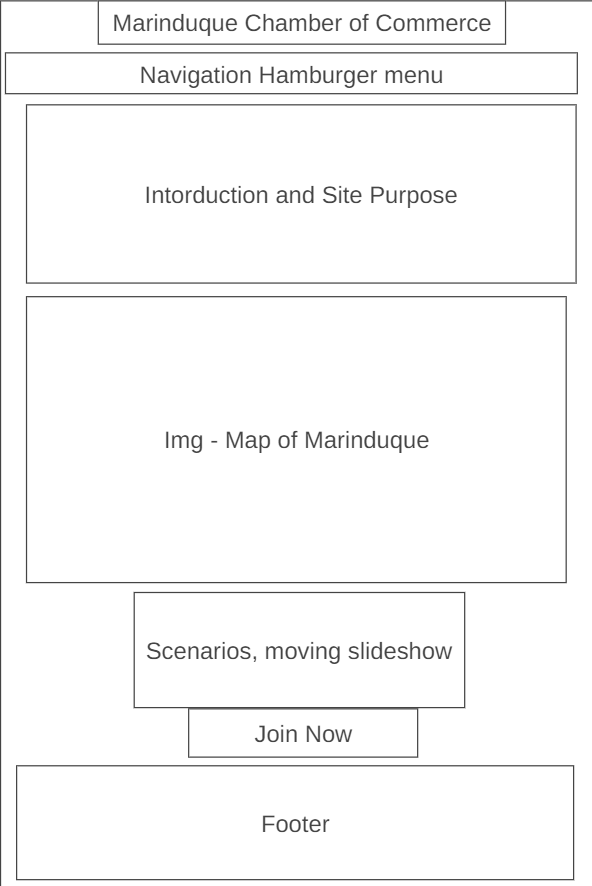 Marinduque Chamber of Commerce
Navigation Hamburger menu
Intorduction and Site Purpose
Img - Map of Marinduque
Scenarios, moving slideshow
Join Now
Footer